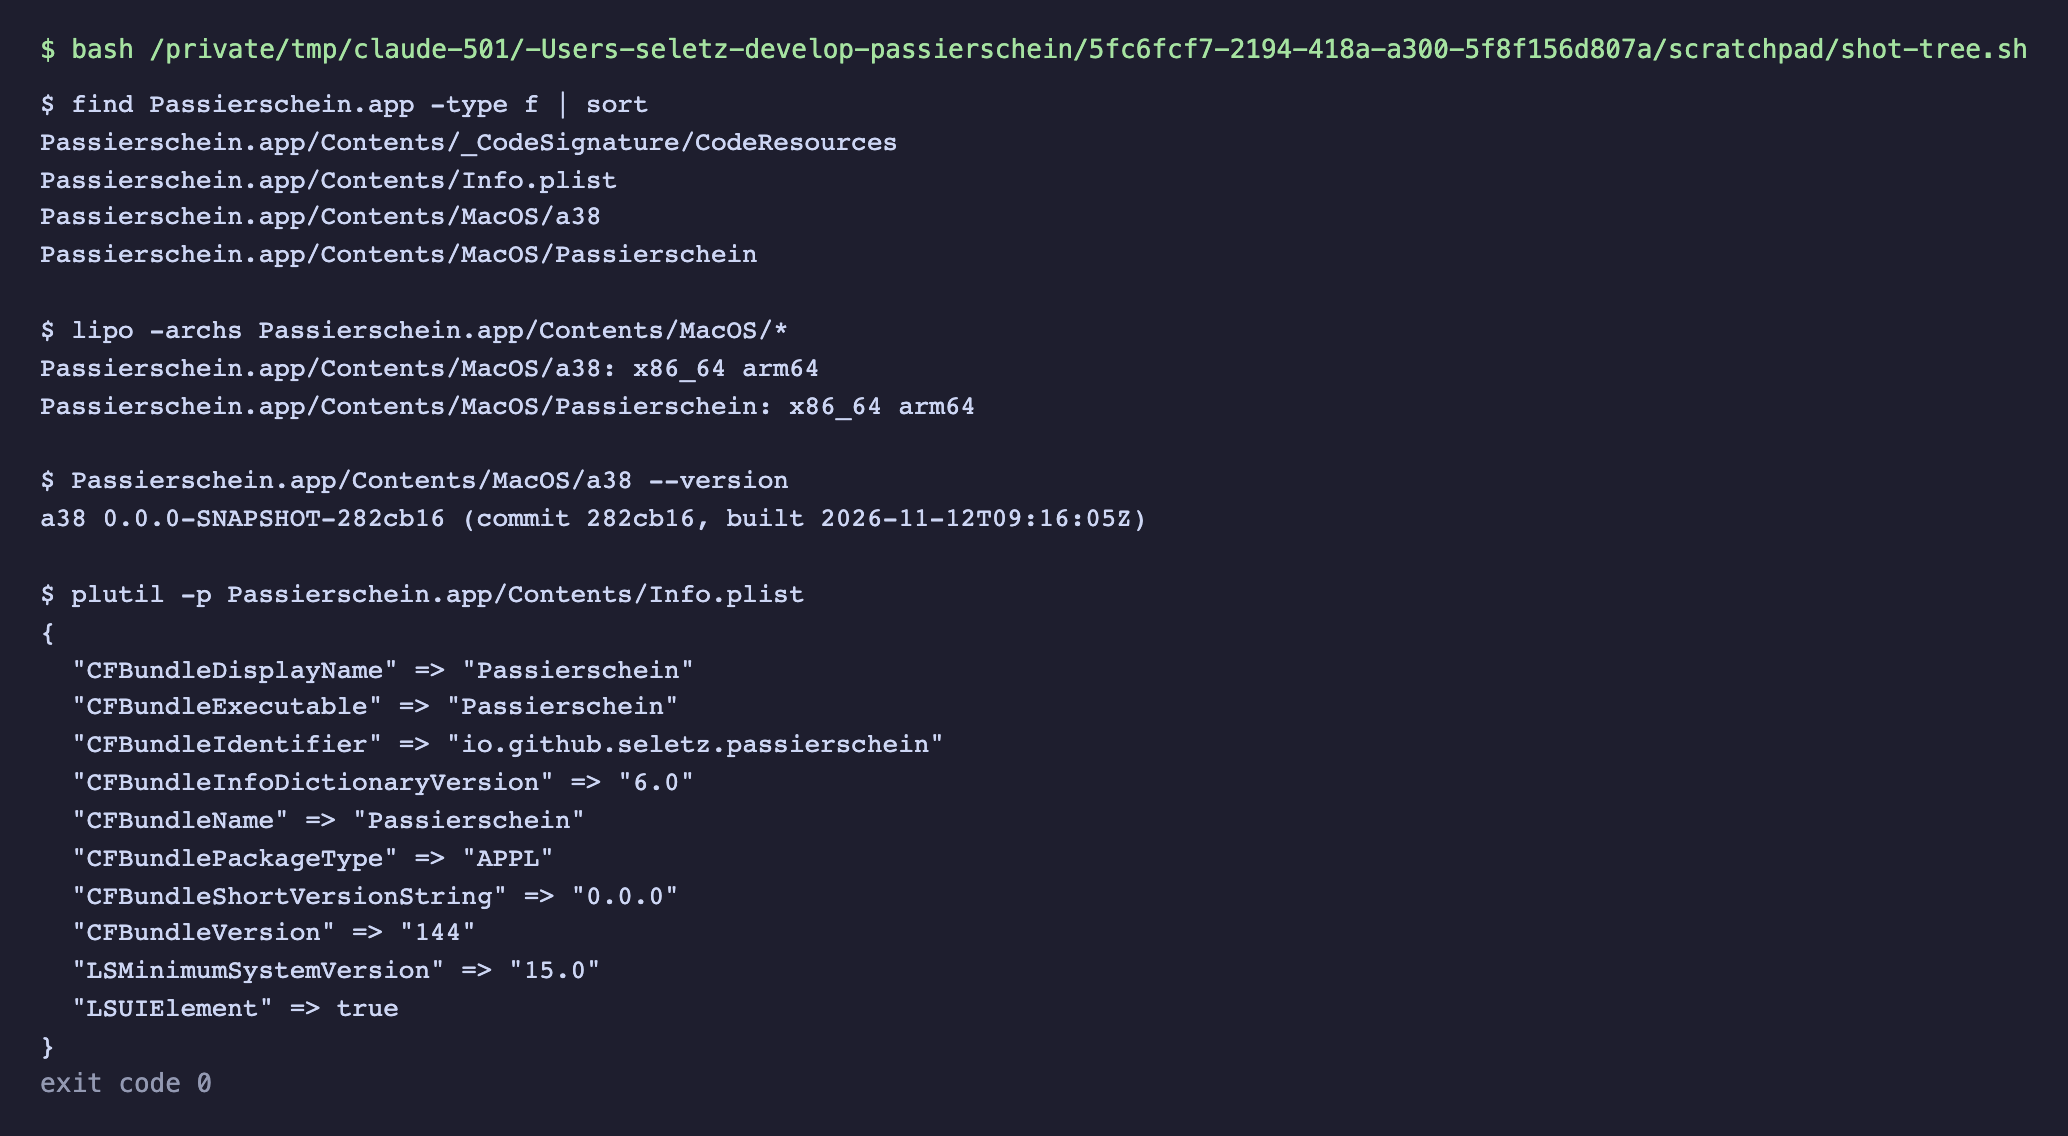 $ bash /private/tmp/claude-501/-Users-seletz-develop-passierschein/5fc6fcf7-2194-418a-a300-5f8f156d807a/scratchpad/shot-tree.sh
$ find Passierschein.app -type f | sort
Passierschein.app/Contents/_CodeSignature/CodeResources
Passierschein.app/Contents/Info.plist
Passierschein.app/Contents/MacOS/a38
Passierschein.app/Contents/MacOS/Passierschein

$ lipo -archs Passierschein.app/Contents/MacOS/*
Passierschein.app/Contents/MacOS/a38: x86_64 arm64
Passierschein.app/Contents/MacOS/Passierschein: x86_64 arm64

$ Passierschein.app/Contents/MacOS/a38 --version
a38 0.0.0-SNAPSHOT-282cb16 (commit 282cb16, built 2026-11-12T09:16:05Z)

$ plutil -p Passierschein.app/Contents/Info.plist
{
  "CFBundleDisplayName" => "Passierschein"
  "CFBundleExecutable" => "Passierschein"
  "CFBundleIdentifier" => "io.github.seletz.passierschein"
  "CFBundleInfoDictionaryVersion" => "6.0"
  "CFBundleName" => "Passierschein"
  "CFBundlePackageType" => "APPL"
  "CFBundleShortVersionString" => "0.0.0"
  "CFBundleVersion" => "144"
  "LSMinimumSystemVersion" => "15.0"
  "LSUIElement" => true
}
exit code 0